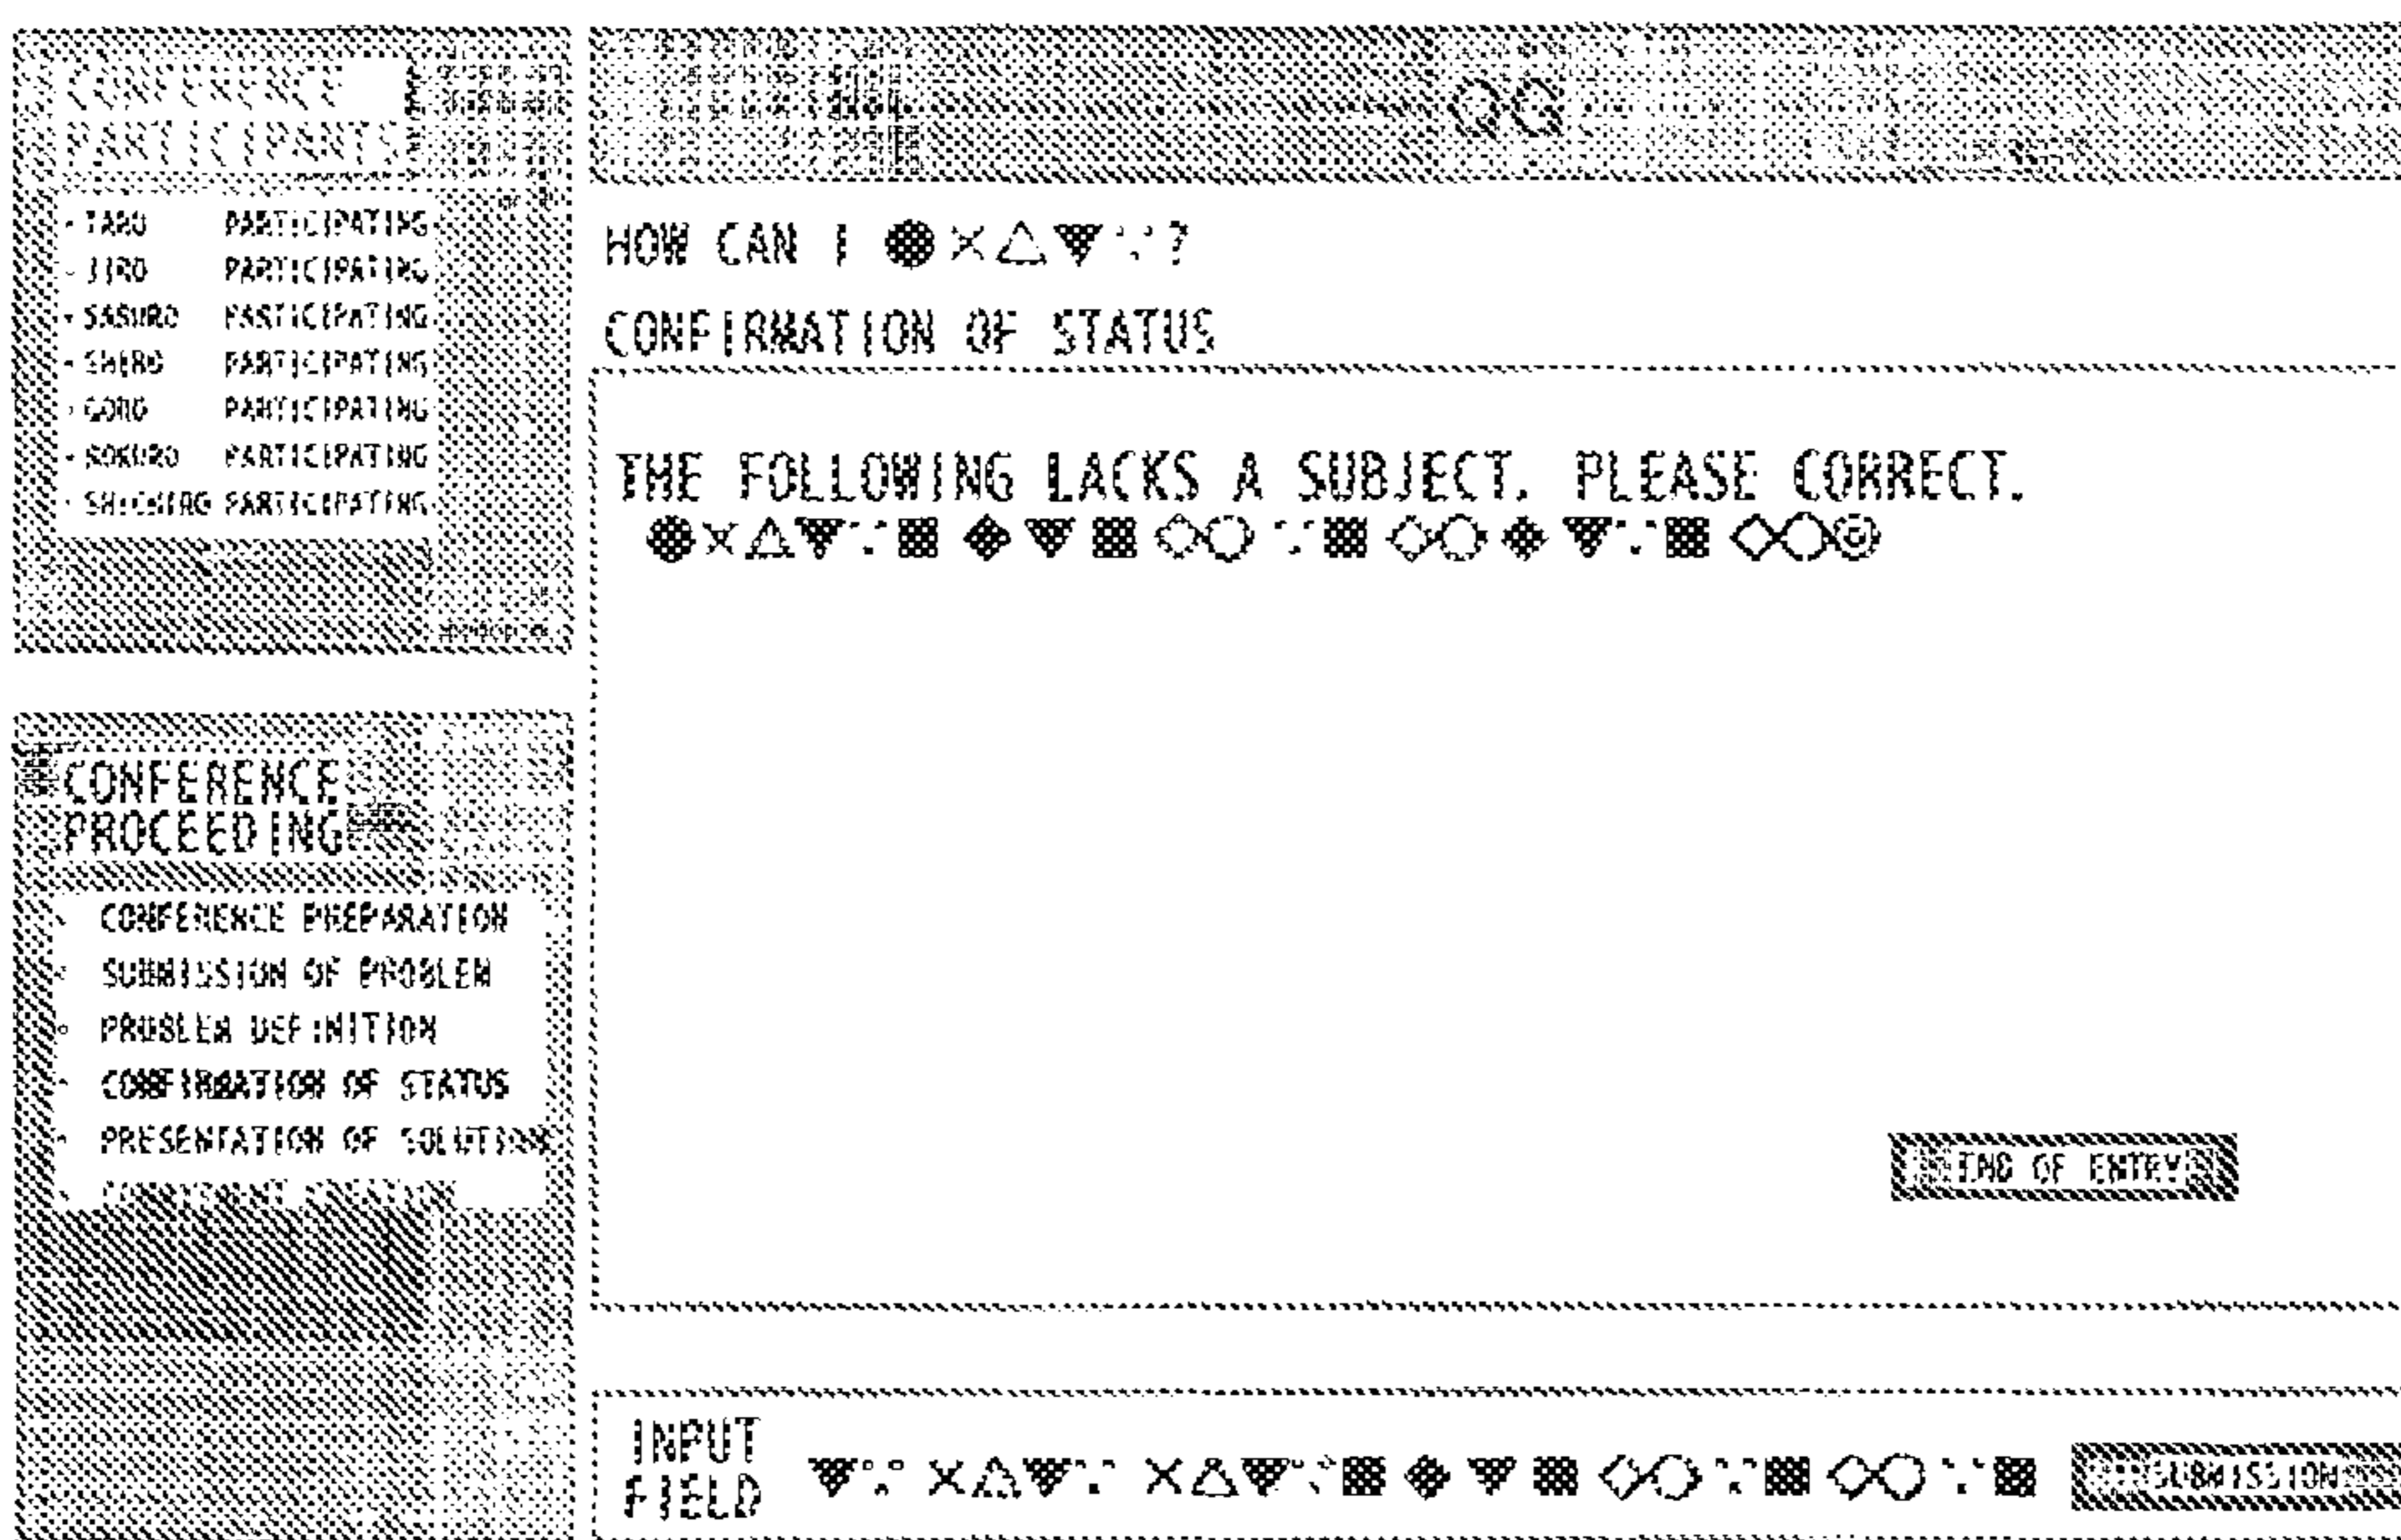 CONFERENCE
PARTICIPANTS
TARO PARTICIPATING
JIRO PARTICIPATING
PARTICIPATING
SHIRO PARTICIPATING
GORO PARTICIPATING
ROKURO PARTICIPATING
SHICHIRO PARTICIPATING
CONFERENCE
PROCEEDING
CONFERENCE PREPARATION
SUBMISSION OF PROBLEM
PROBLEM DEFINITION
CONFIRMATION OF STATUS
PRESENTATION OF SOLUTION
QG
HOW CAN I ●×△▼∵?
CONFIRMATION OF STATUS
THE FOLLOWING LACKS A SUBJECT. PLEASE CORRECT.
●×△▼∵■◆▼■◇○∵■◇○◆▼∵■◇○◎
END OF ENTRY
INPUT
FIELD
▼∵×△▼∵×△▼∵■◆▼■◇○∵■◇○∵■
SUBMISSION